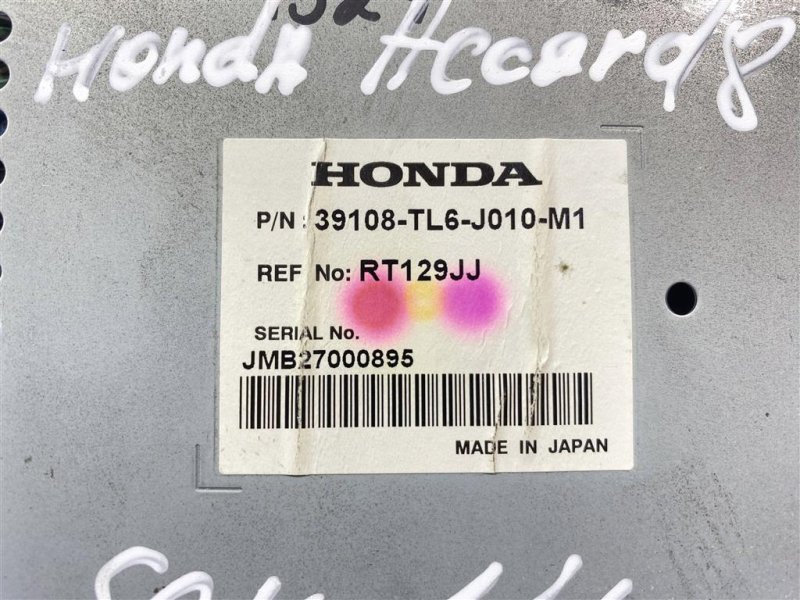 Honda Accord 8
HONDA
P/N : 39108-TL6-J010-M1
REF No: RT129JJ
SERIAL No.
JMB27000895
MADE IN JAPAN